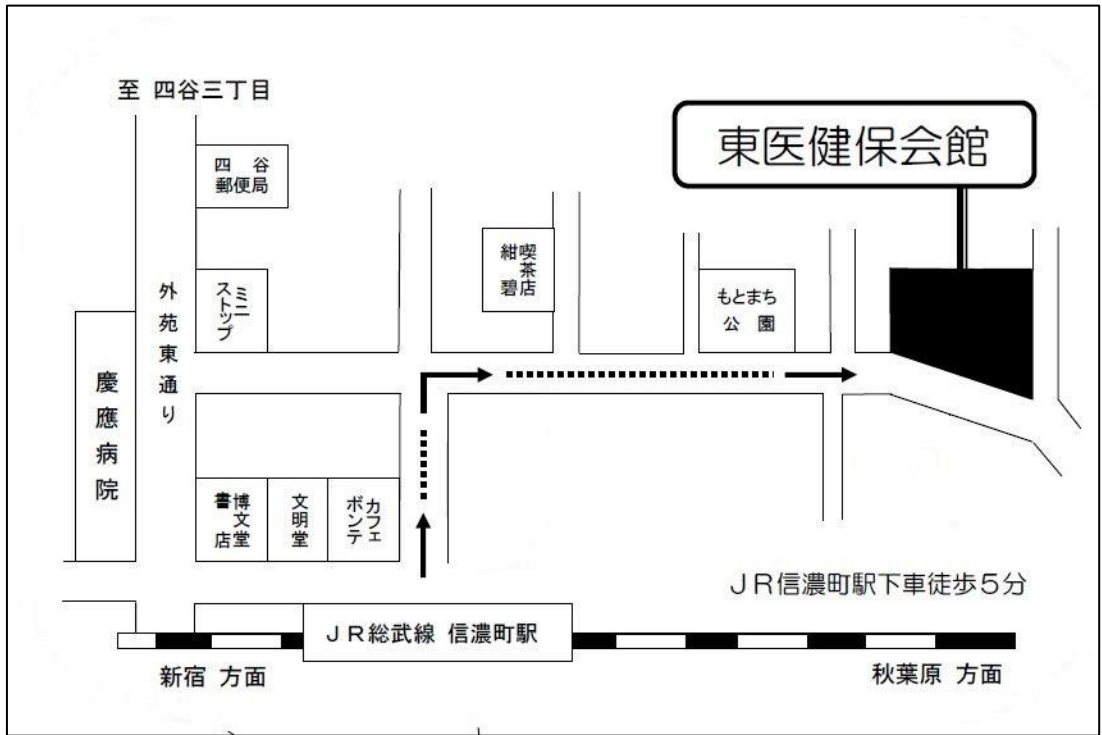 至 四谷三丁目
東医健保会館
四 谷
郵便局
喫茶店
紺 碧
ミニ
ストップ
もとまち
公 園
外苑東通り
慶應病院
博文堂
書 店
文明堂
カフェ
ボンテ
JR信濃町駅下車徒歩5分
JR総武線 信濃町駅
新宿 方面
秋葉原 方面